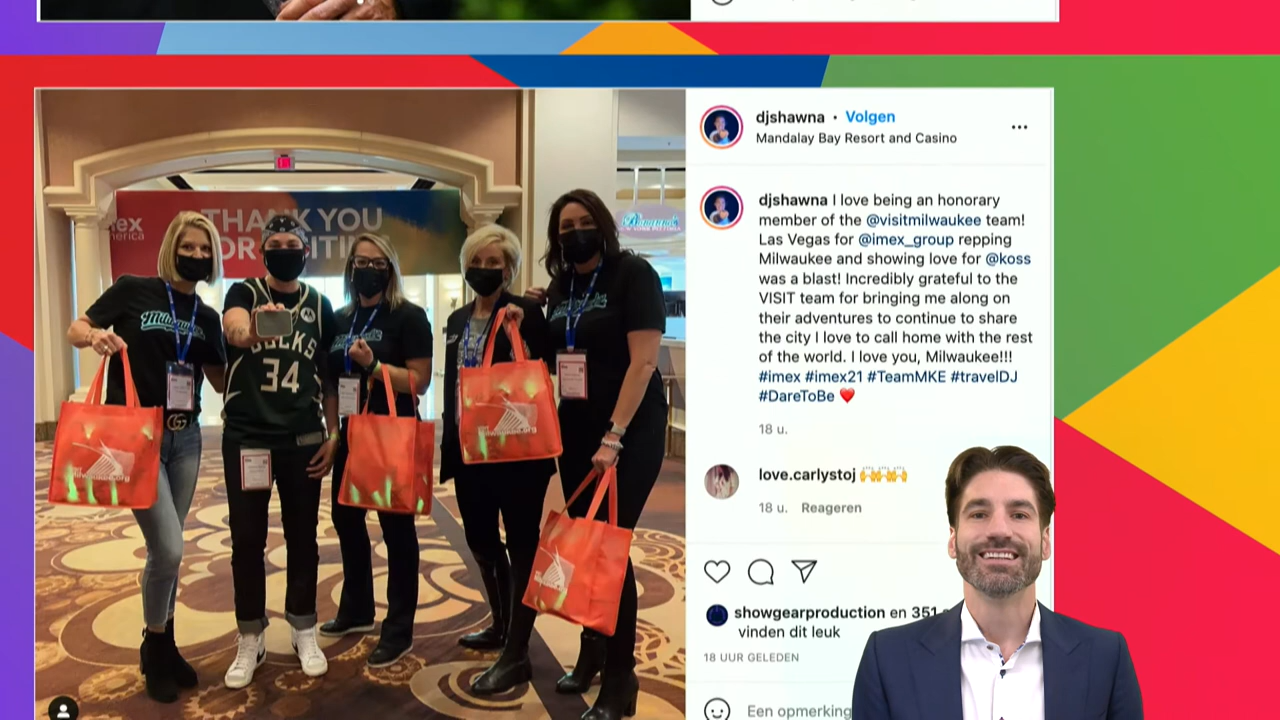 djshawna • Volgen
Mandalay Bay Resort and Casino
djshawna I love being an honorary
member of the @visitmilwaukee team!
Las Vegas for @imex_group repping
Milwaukee and showing love for @koss
was a blast! Incredibly grateful to the
VISIT team for bringing me along on
their adventures to continue to share
the city I love to call home with the rest
of the world. I love you, Milwaukee!!!
#imex #imex21 #TeamMKE #travelDJ
#DareToBe ❤️
18 u.
love.carlystoj 🙌🙌🙌
18 u. Reageren
showgearproduction en 351
vinden dit leuk
18 UUR GELEDEN
Een opmerking
THANK YOU
34